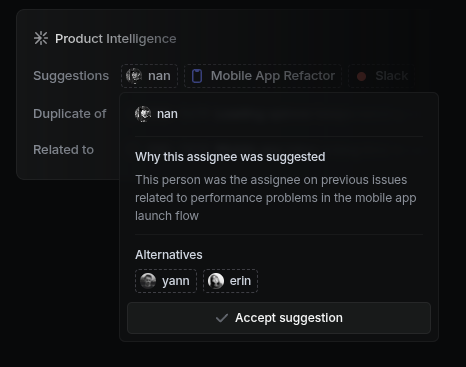 Product Intelligence
Suggestions nan Mobile App Refactor Slack
Duplicate of
nan
Related to
Why this assignee was suggested
This person was the assignee on previous issues
related to performance problems in the mobile app
launch flow
Alternatives
yann erin
Accept suggestion